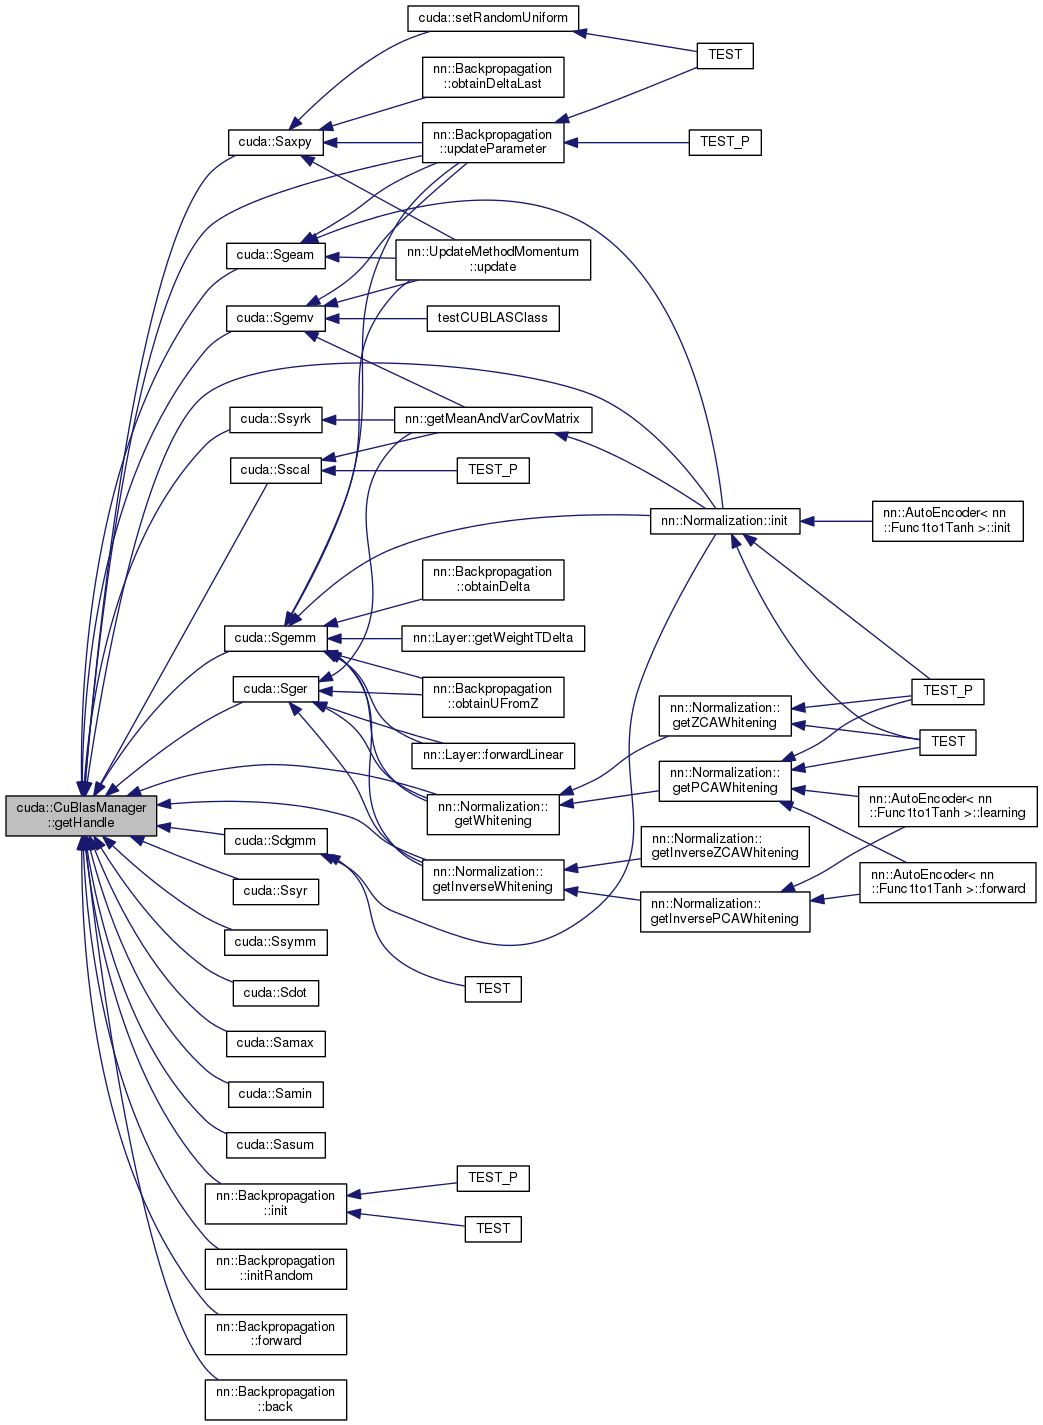 cuda::setRandomUniform
TEST
nn::Backpropagation
::obtainDeltaLast
cuda::Saxpy
nn::Backpropagation
::updateParameter
TEST_P
cuda::Sgeam
nn::UpdateMethodMomentum
::update
cuda::Sgemv
testCUBLASClass
cuda::Ssyrk
nn::getMeanAndVarCovMatrix
cuda::Sscal
TEST_P
nn::Normalization::init
nn::AutoEncoder< nn
::Func1to1Tanh >::init
nn::Backpropagation
::obtainDelta
cuda::Sgemm
nn::Layer::getWeightTDelta
cuda::Sger
nn::Backpropagation
::obtainUFromZ
TEST_P
nn::Normalization::
getZCAWhitening
TEST
nn::Layer::forwardLinear
nn::Normalization::
getPCAWhitening
cuda::CuBlasManager
::getHandle
nn::Normalization::
getWhitening
nn::AutoEncoder< nn
::Func1to1Tanh >::learning
cuda::Sdgmm
nn::Normalization::
getInverseZCAWhitening
cuda::Ssyr
nn::Normalization::
getInverseWhitening
nn::AutoEncoder< nn
::Func1to1Tanh >::forward
nn::Normalization::
getInversePCAWhitening
cuda::Ssymm
cuda::Sdot
TEST
cuda::Samax
cuda::Samin
cuda::Sasum
nn::Backpropagation
::init
TEST_P
TEST
nn::Backpropagation
::initRandom
nn::Backpropagation
::forward
nn::Backpropagation
::back